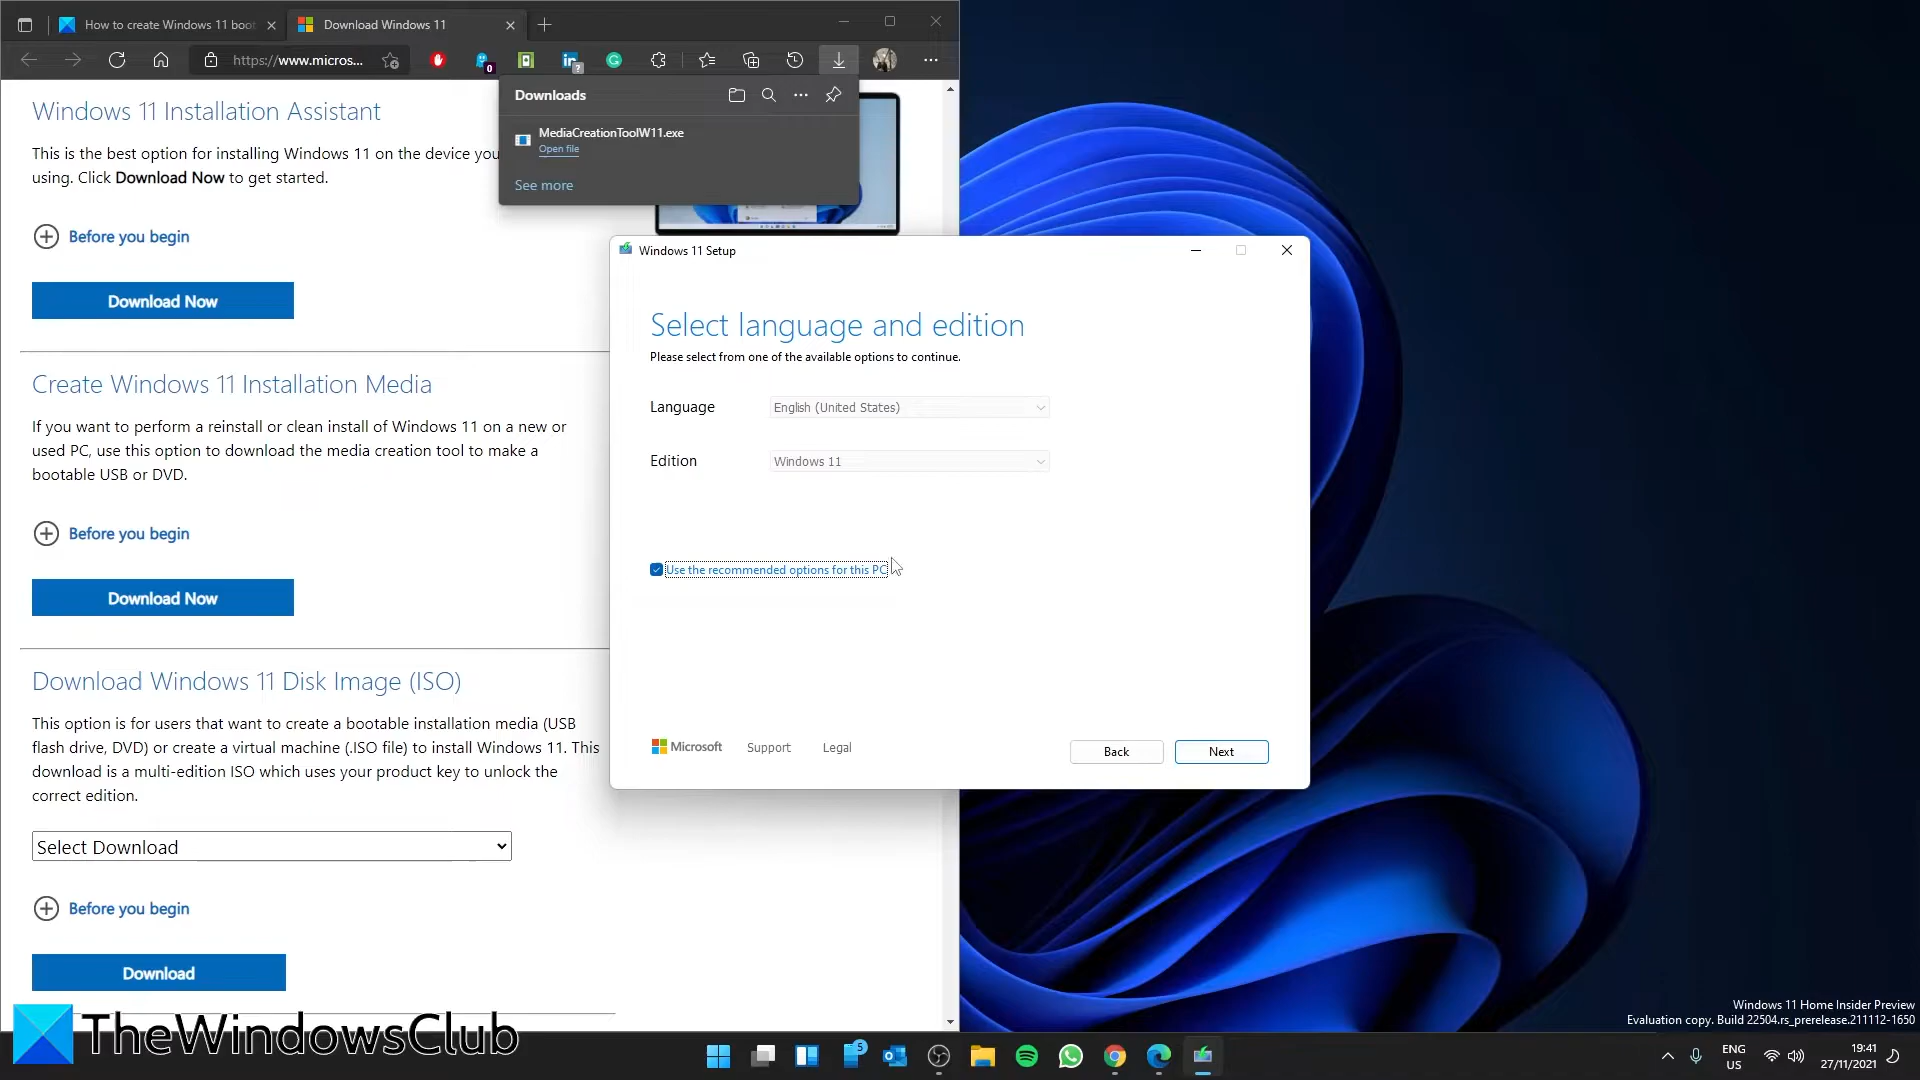 How to create Windows 11 boot
Download Windows 11
https://www.micros...
0
in
?
G
Windows 11 Installation Assistant
This is the best option for installing Windows 11 on the device you
using. Click Download Now to get started.
Before you begin
Download Now
Downloads
MediaCreationToolW11.exe
Open file
See more
Create Windows 11 Installation Media
If you want to perform a reinstall or clean install of Windows 11 on a new or
used PC, use this option to download the media creation tool to make a
bootable USB or DVD.
Before you begin
Download Now
Download Windows 11 Disk Image (ISO)
This option is for users that want to create a bootable installation media (USB
flash drive, DVD) or create a virtual machine (.ISO file) to install Windows 11. This
download is a multi-edition ISO which uses your product key to unlock the
correct edition.
Select Download
Before you begin
Download
Windows 11 Setup
Select language and edition
Please select from one of the available options to continue.
Language
English (United States)
Edition
Windows 11
Use the recommended options for this PC
Microsoft
Support
Legal
Back
Next
Windows 11 Home Insider Preview
Evaluation copy. Build 22504.rs_prerelease.211112-1650
TheWindowsClub
5
ENG
US
19:41
27/11/2021